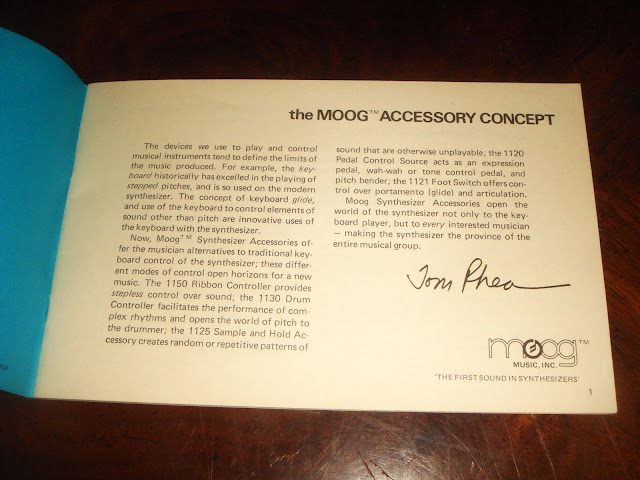 the MOOG™ ACCESSORY CONCEPT
The devices we use to play and control
musical instruments tend to define the limits of
the music produced. For example, the key-
board historically has excelled in the playing of
stepped pitches, and is so used on the modern
synthesizer. The concept of keyboard glide,
and use of the keyboard to control elements of
sound other than pitch are innovative uses of
the keyboard with the synthesizer.
Now, Moog™ Synthesizer Accessories of-
fer the musician alternatives to traditional key-
board control of the synthesizer; these differ-
ent modes of control open horizons for a new
music. The 1150 Ribbon Controller provides
stepless control over sound; the 1130 Drum
Controller facilitates the performance of com-
plex rhythms and opens the world of pitch to
the drummer; the 1125 Sample and Hold Ac-
cessory creates random or repetitive patterns of
sound that are otherwise unplayable; the 1120
Pedal Control Source acts as an expression
pedal, wah-wah or tone control pedal, and
pitch bender; the 1121 Foot Switch offers con-
trol over portamento (glide) and articulation.
Moog Synthesizer Accessories open the
world of the synthesizer not only to the key-
board player, but to every interested musician
— making the synthesizer the province of the
entire musical group.
Tom Rhea
moog™
MUSIC, INC.
'THE FIRST SOUND IN SYNTHESIZERS'
1